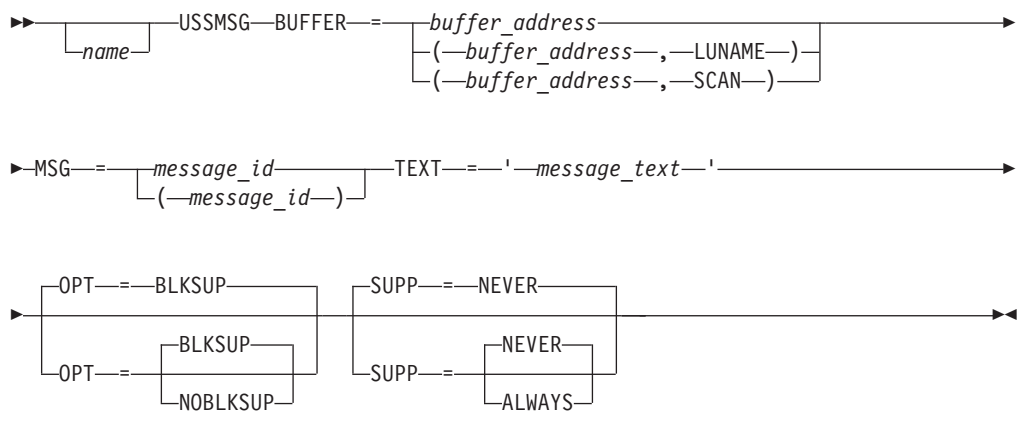 USSMSG BUFFER = buffer_address
name ( buffer_address , LUNAME )
( buffer_address , SCAN )
MSG = message_id TEXT = ' message_text '
( message_id )
OPT = BLKSUP SUPP = NEVER
BLKSUP NEVER
OPT = SUPP =
NOBLKSUP ALWAYS